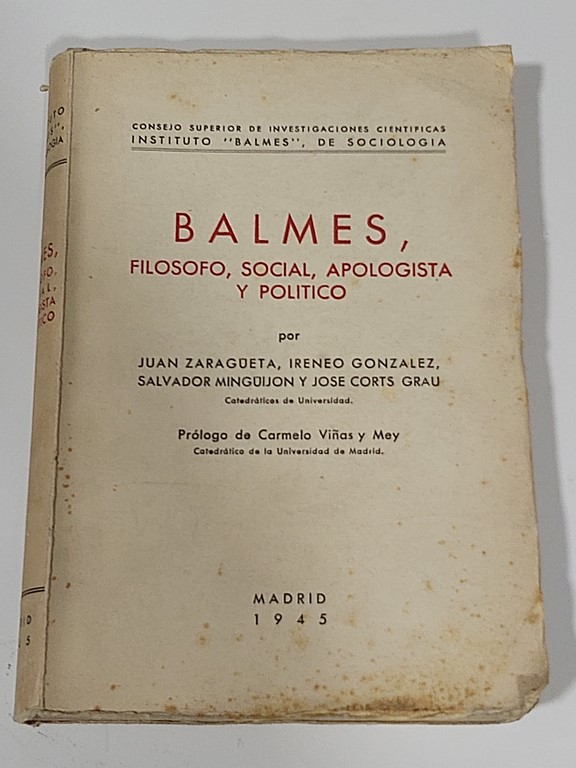 CONSEJO SUPERIOR DE INVESTIGACIONES CIENTIFICAS
INSTITUTO "BALMES", DE SOCIOLOGIA
BALMES,
FILOSOFO, SOCIAL, APOLOGISTA
Y POLITICO
por
JUAN ZARAGÜETA, IRENEO GONZALEZ,
SALVADOR MINGÜIJON Y JOSE CORTS GRAU
Catedráticos de Universidad.
Prólogo de Carmelo Viñas y Mey
Catedrático de la Universidad de Madrid.
MADRID
1945